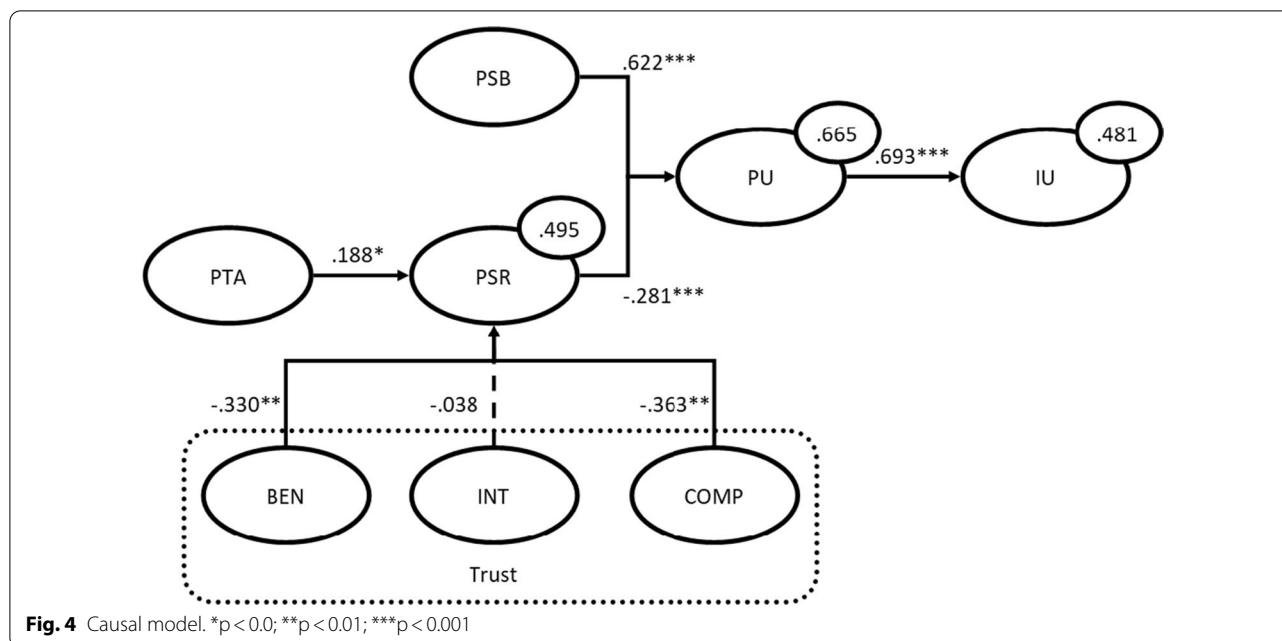 PSB
.622***
.665
.481
PU
.693***
IU
.495
PTA
.188*
PSR
-.281***
-.330**
-.038
-.363**
BEN
INT
COMP
Trust
Fig. 4 Causal model. *p < 0.0; **p < 0.01; ***p < 0.001